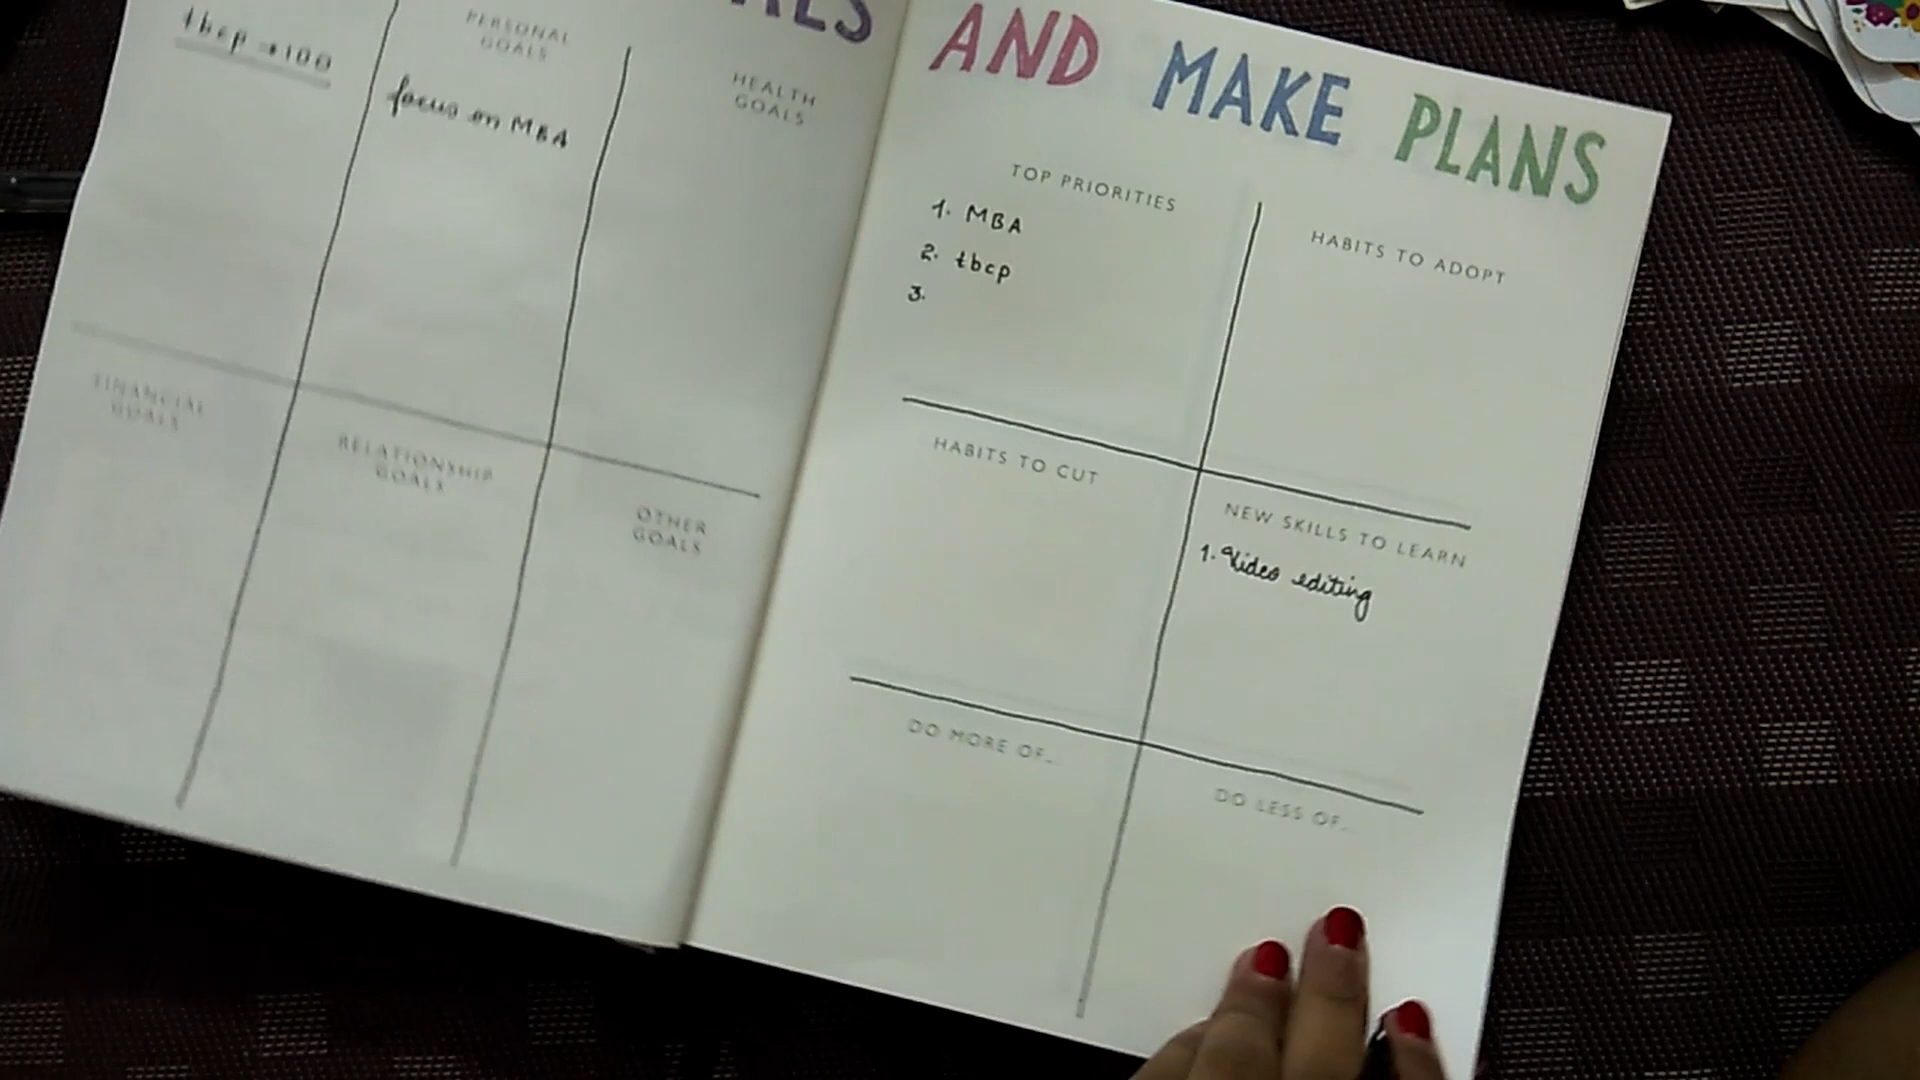 tbcp → 100
PERSONAL
GOALS
focus on MBA
HEALTH
GOALS
FINANCIAL
GOALS
RELATIONSHIP
GOALS
OTHER
GOALS
AND MAKE PLANS
TOP PRIORITIES
1. MBA
2. tbcp
3.
HABITS TO ADOPT
HABITS TO CUT
NEW SKILLS TO LEARN
1. Video editing
DO MORE OF...
DO LESS OF...